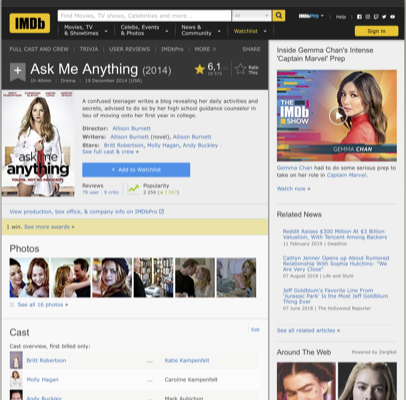 IMDb
Find Movies, TV shows, Celebrities and more...
All
IMDbPro
Help
Movies, TV & Showtimes
Celebs, Events & Photos
News & Community
Watchlist
Sign in
FULL CAST AND CREW | TRIVIA | USER REVIEWS | IMDbPro | MORE
SHARE
Ask Me Anything (2014)
6,1
Rate This
1h 40min | Drama | 19 December 2014 (USA)
ask me anything
A confused teenager writes a blog revealing her daily activities and secrets, advised to do so by her high school guidance counsellor in lieu of moving onto her first year in college.
Director: Allison Burnett
Writers: Allison Burnett (novel), Allison Burnett
Stars: Britt Robertson, Molly Hagan, Andy Buckley
See full cast & crew »
+ Add to Watchlist
Reviews
79 user | 9 critic
Popularity
2 254
View production, box office, & company info on IMDbPro
1 win. See more awards »
Photos
See all 16 photos »
Cast
Edit
Cast overview, first billed only:
Britt Robertson ... Katie Kampenfelt
Molly Hagan ... Caroline Kampenfelt
Andy Buckley ... Mark Aubichon
Inside Gemma Chan's Intense 'Captain Marvel' Prep
THE IMDb SHOW
GEMMA CHAN
Gemma Chan had to do some serious prep to take on her role in Captain Marvel.
Watch now »
Related News
Reddit Raises $300 Million At $3 Billion Valuation, With Tencent Among Backers
11 February 2019 | Deadline
Caitlyn Jenner Opens up About Rumored Relationship With Sophia Hutchins: "We Are Very Close"
07 August 2018 | Life and Style
Jeff Goldblum's Favorite Line From 'Jurassic Park' Is the Most Jeff Goldblum Thing Ever
07 June 2018 | The Hollywood Reporter
See all related articles »
Around The Web
Powered by ZergNet